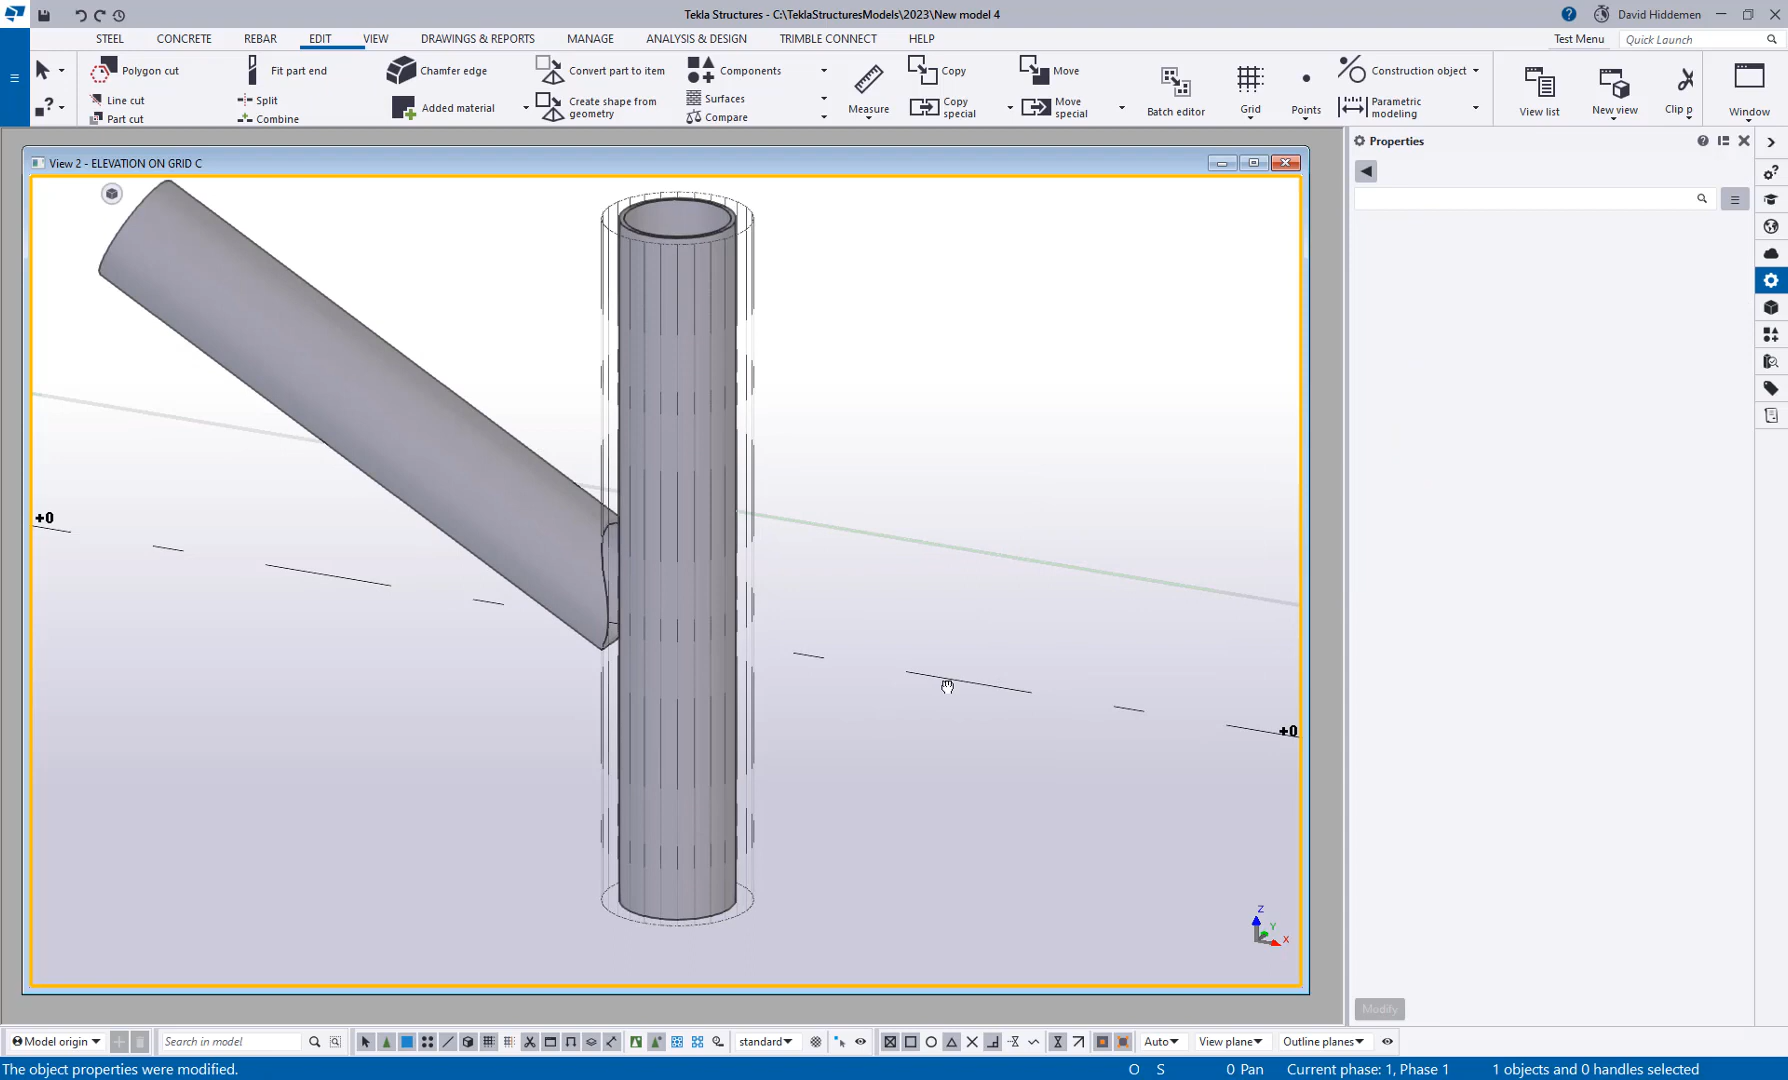 Tekla Structures - C:\TeklaStructuresModels\2023\New model 4
David Hiddemen
STEEL CONCRETE REBAR EDIT VIEW DRAWINGS & REPORTS MANAGE ANALYSIS & DESIGN TRIMBLE CONNECT HELP
Test Menu Quick Launch
Polygon cut
Line cut
Part cut
Fit part end
Split
Combine
Chamfer edge
Added material
Convert part to item
Create shape from
geometry
Components
Surfaces
Compare
Measure
Copy
Copy
special
Move
Move
special
Batch editor
Grid
Points
Construction object
Parametric
modeling
View list
New view
Clip p
Window
View 2 - ELEVATION ON GRID C
Properties
+0
+0
Z
Y
X
Modify
Model origin Search in model standard Auto View plane Outline planes
The object properties were modified. O S 0 Pan Current phase: 1, Phase 1 1 objects and 0 handles selected